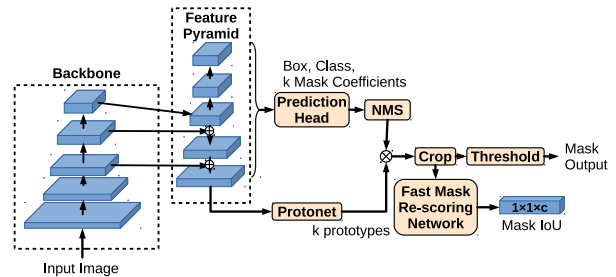 Feature
Pyramid
Backbone
Box, Class,
k Mask Coefficients
Prediction
Head
NMS
Crop
Threshold
Mask
Output
Fast Mask
Re-scoring
Network
1×1×c
Mask IoU
Protonet
k prototypes
Input Image